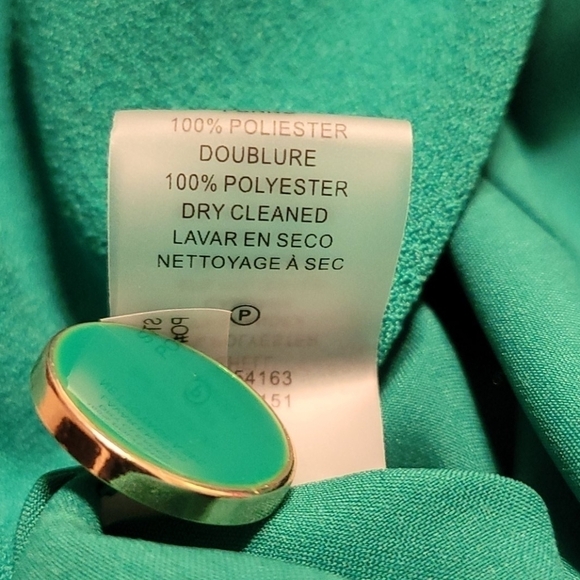 100% POLIESTER
DOUBLURE
100% POLYESTER
DRY CLEANED
LAVAR EN SECO
NETTOYAGE À SEC
P
54163
151